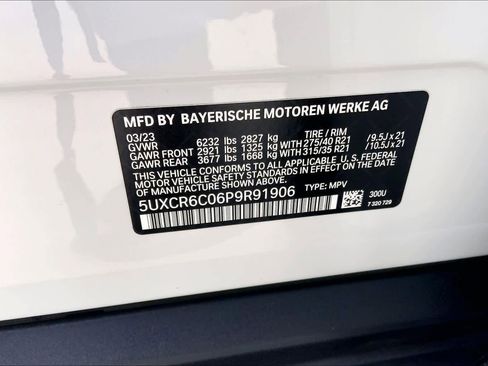 MFD BY BAYERISCHE MOTOREN WERKE AG
03/23 TIRE / RIM
GVWR 6232 lbs 2827 kg
GAWR FRONT 2921 lbs 1325 kg 275/40 R21 / 9.5J x 21
GAWR REAR 3677 lbs 1668 kg 315/35 R21 / 10.5J x 21
THIS VEHICLE CONFORMS TO ALL APPLICABLE U.S. FEDERAL
MOTOR VEHICLE SAFETY STANDARDS IN EFFECT ON THE
DATE OF MANUFACTURE SHOWN ABOVE.
5UXCR6C06P9R91906 TYPE: MPV 300U
7 320 729